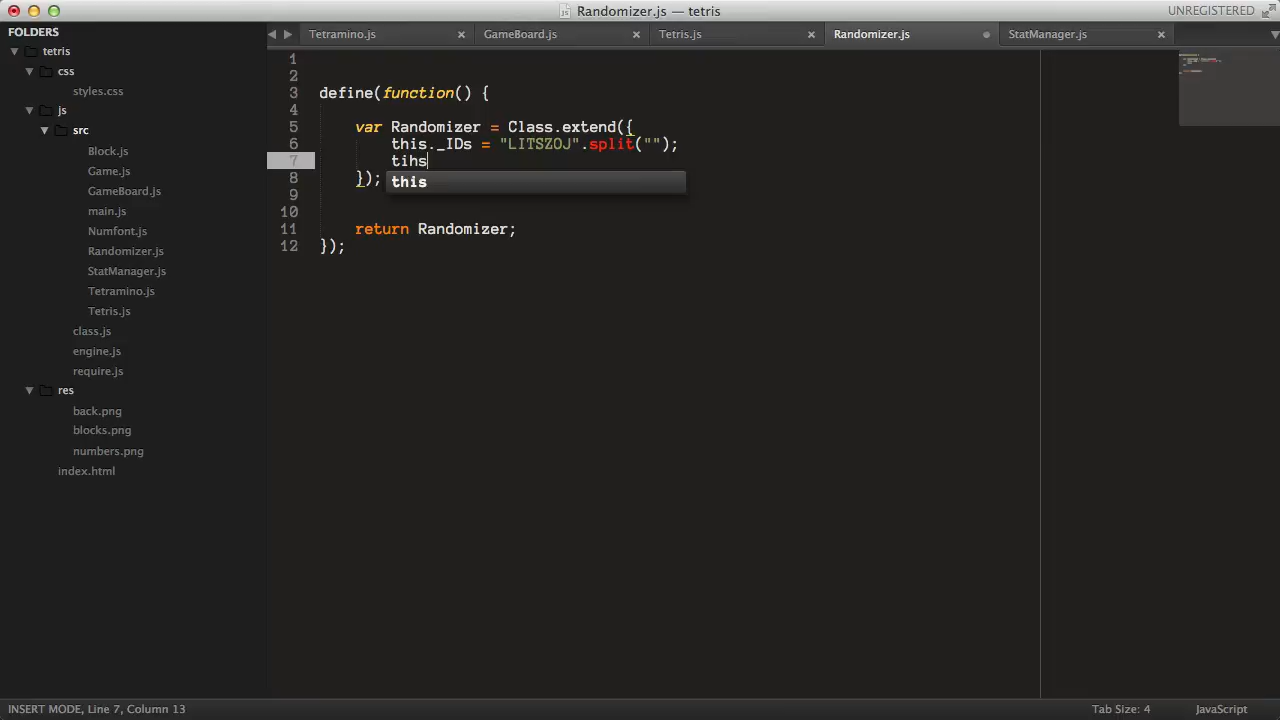 Randomizer.js — tetris
UNREGISTERED
FOLDERS
tetris
css
styles.css
js
src
Block.js
Game.js
GameBoard.js
main.js
Numfont.js
Randomizer.js
StatManager.js
Tetramino.js
Tetris.js
class.js
engine.js
require.js
res
back.png
blocks.png
numbers.png
index.html
Tetramino.js × GameBoard.js × Tetris.js × Randomizer.js StatManager.js ×
1
2
3 define(function() {
4
5 var Randomizer = Class.extend({
6 this._IDs = "LITSZOJ".split("");
7 tihs
this
8 });
9
10
11 return Randomizer;
12 });
INSERT MODE, Line 7, Column 13
Tab Size: 4
JavaScript